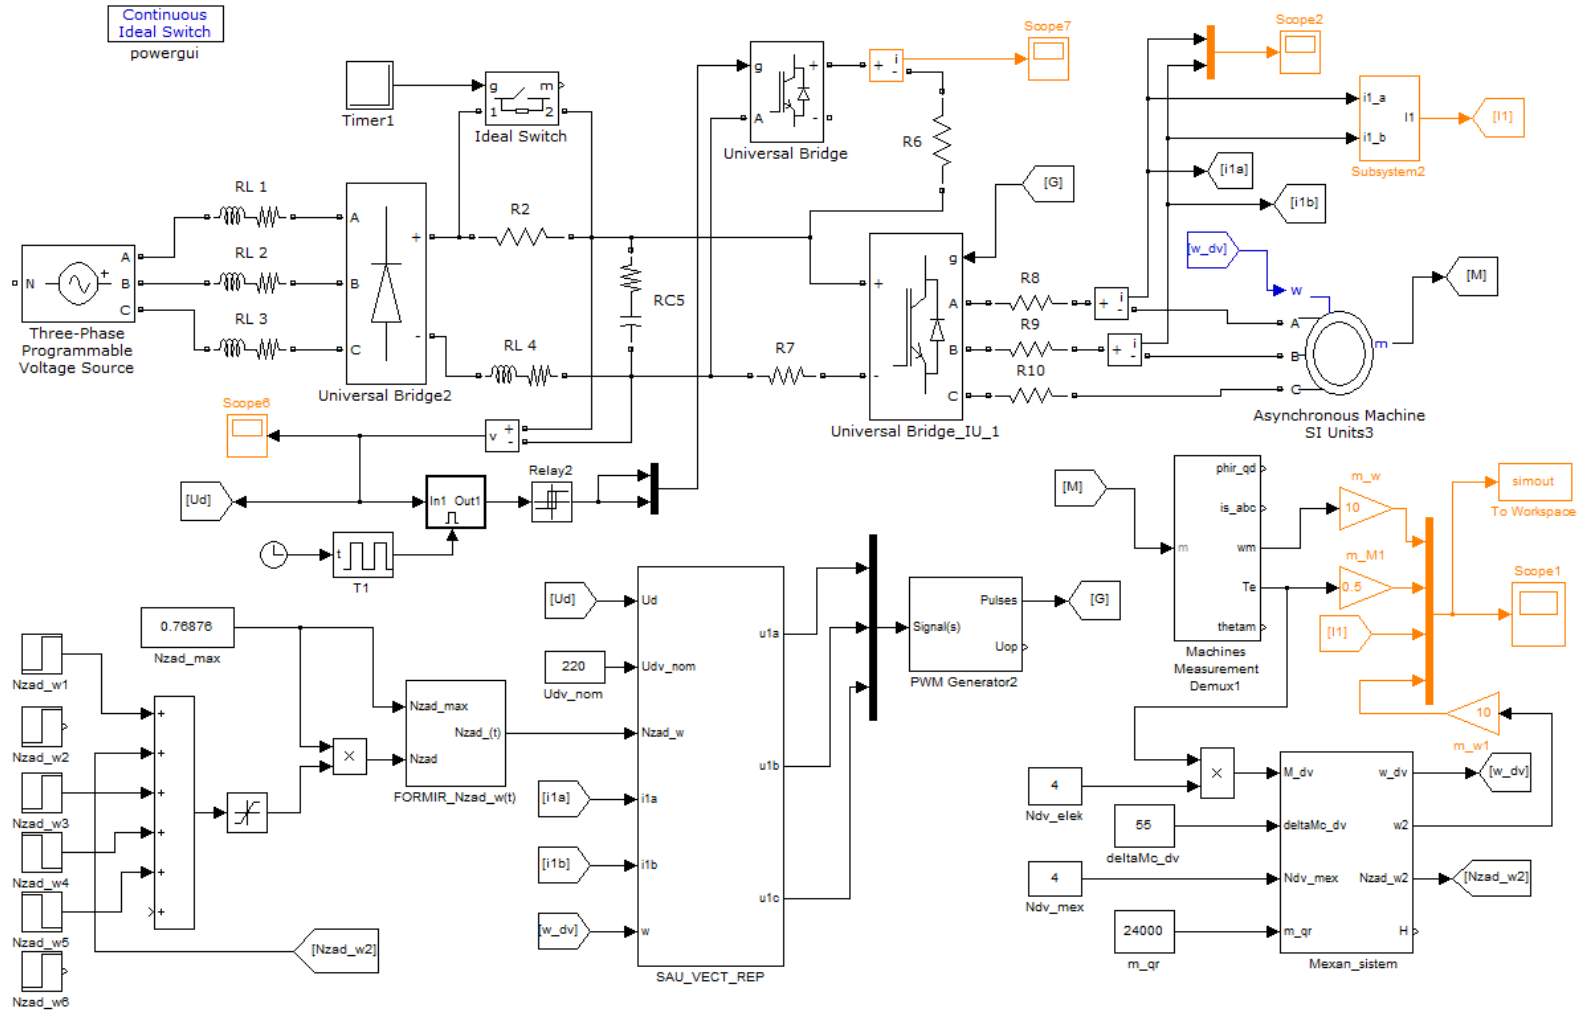 Continuous
Ideal Switch
powergui
Timer1
g
m
1
2
Ideal Switch
g
+
A
-
Universal Bridge
+
i
-
Scope7
R6
Scope2
i1_a
i1_b
I1
Subsystem2
[I1]
[i1a]
[i1b]
[G]
[w_dv]
[M]
N
+
A
B
C
Three-Phase
Programmable
Voltage Source
RL 1
RL 2
RL 3
A
B
C
+
-
Universal Bridge2
R2
RC5
RL 4
R7
g
+
-
A
B
C
Universal Bridge_IU_1
R8
R9
R10
+
i
-
+
i
-
w
A
B
C
m
Asynchronous Machine
SI Units3
Scope6
v
+
-
[Ud]
In1 Out1
Relay2
t
T1
[M]
m
phir_qd
is_abc
wm
Te
thetam
Machines
Measurement
Demux1
m_w
10
m_M1
0.5
[I1]
simout
To Workspace
Scope1
10
m_w1
0.76876
Nzad_max
Nzad_w1
Nzad_w2
Nzad_w3
Nzad_w4
Nzad_w5
Nzad_w6
+
+
+
+
+
+
×
Nzad_max
Nzad
Nzad_(t)
FORMIR_Nzad_w(t)
[Nzad_w2]
[Ud]
220
Udv_nom
[i1a]
[i1b]
[w_dv]
Ud
Udv_nom
Nzad_w
i1a
i1b
w
u1a
u1b
u1c
SAU_VECT_REP
Signal(s)
Pulses
Uop
PWM Generator2
[G]
4
Ndv_elek
×
55
deltaMc_dv
4
Ndv_mex
24000
m_qr
M_dv
deltaMc_dv
Ndv_mex
m_qr
w_dv
w2
Nzad_w2
H
Mexan_sistem
[w_dv]
[Nzad_w2]